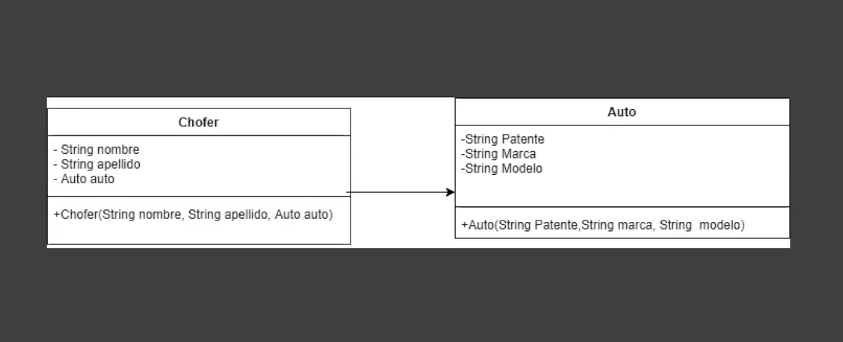 Chofer
- String nombre
- String apellido
- Auto auto
+Chofer(String nombre, String apellido, Auto auto)
Auto
-String Patente
-String Marca
-String Modelo
+Auto(String Patente,String marca, String  modelo)